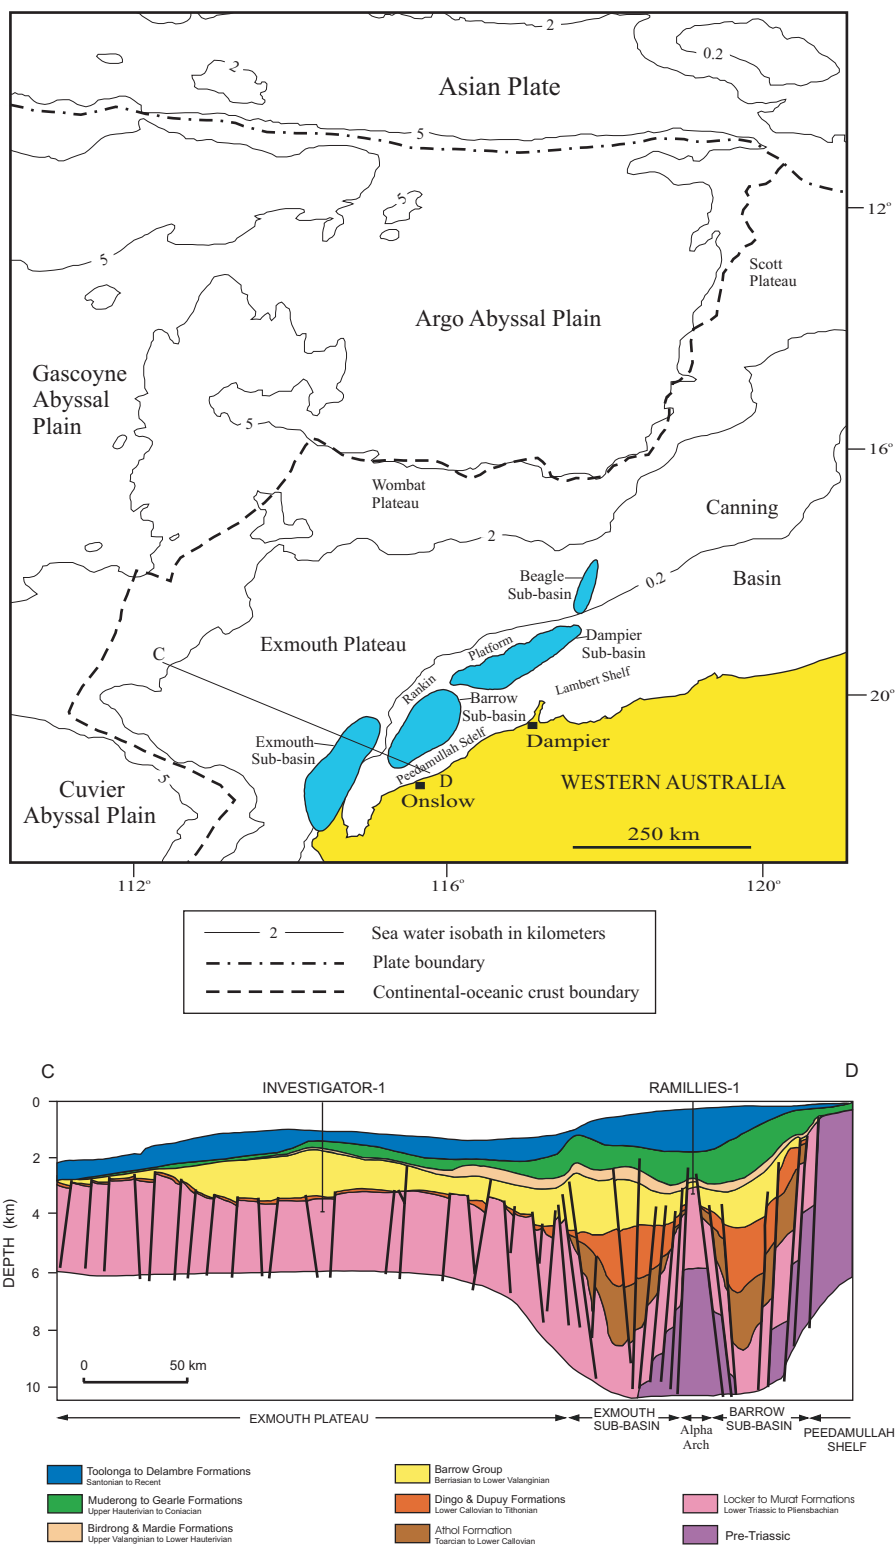 2
0.2
2
Asian Plate
5
12°
5
5
Scott
Plateau
Argo Abyssal Plain
Gascoyne
Abyssal
Plain
5
16°
Wombat
Plateau
Canning
2
Beagle
Sub-basin
0.2
Basin
Exmouth Plateau
C
Platform
Dampier
Sub-basin
Rankin
Lambert Shelf
20°
Barrow
Sub-basin
Exmouth
Sub-basin
Peedamullah Sdelf
Dampier
5
D
Cuvier
Abyssal Plain
Onslow
WESTERN AUSTRALIA
250 km
112°
116°
120°
2
Sea water isobath in kilometers
Plate boundary
Continental-oceanic crust boundary
C
D
INVESTIGATOR-1
RAMILLIES-1
0
2
4
6
8
10
DEPTH (km)
0
50 km
EXMOUTH PLATEAU
EXMOUTH
SUB-BASIN
Alpha
Arch
BARROW
SUB-BASIN
PEEDAMULLAH
SHELF
Toolonga to Delambre Formations
Santonian to Recent
Muderong to Gearle Formations
Upper Hauterivian to Coniacian
Birdrong & Mardie Formations
Upper Valanginian to Lower Hauterivian
Barrow Group
Berriasian to Lower Valanginian
Dingo & Dupuy Formations
Lower Callovian to Tithonian
Athol Formation
Toarcian to Lower Callovian
Locker to Murat Formations
Lower Triassic to Pliensbachian
Pre-Triassic